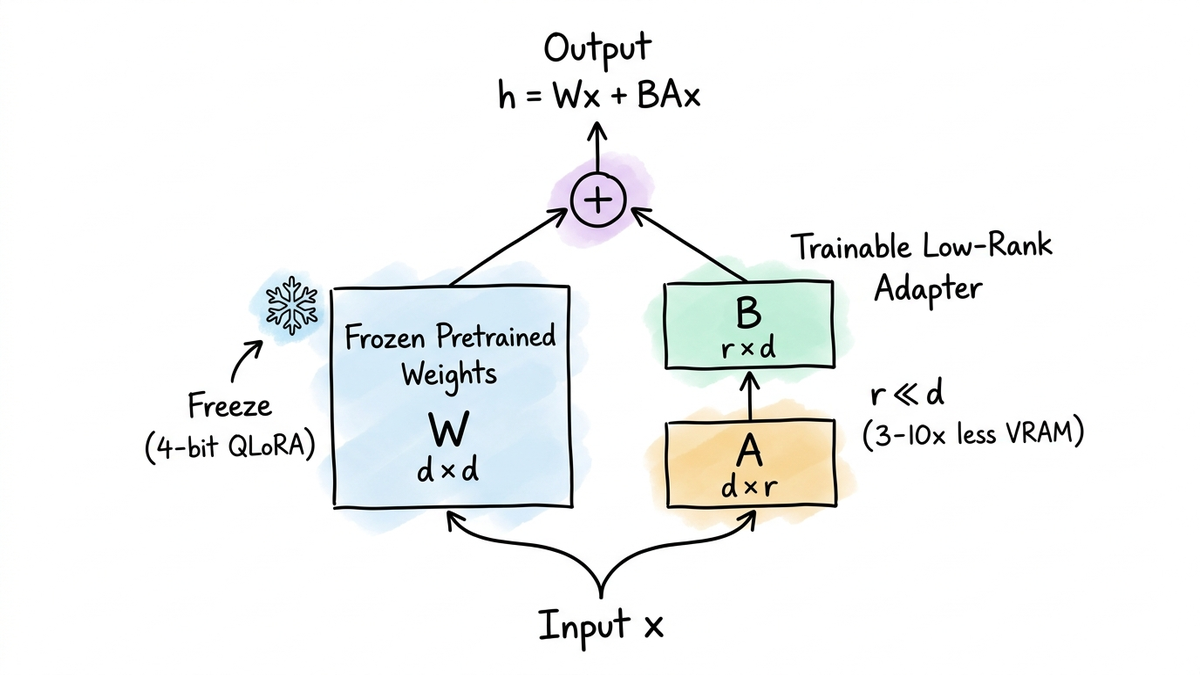 Output
h = Wx + BAx
+
Trainable Low-Rank
Adapter
Frozen Pretrained
Weights
W
d × d
B
r × d
Freeze
(4-bit QLoRA)
r ≪ d
(3-10x less VRAM)
A
d × r
Input x